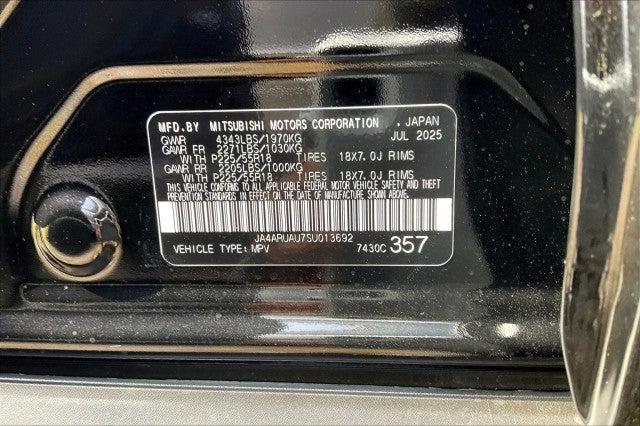 MFD.BY MITSUBISHI MOTORS CORPORATION , JAPAN
GVWR 4343LBS/1970KG JUL 2025
GAWR FR 2271LBS/1030KG
WITH P225/55R18 TIRES 18X7.0J RIMS
GAWR RR 2205LBS/1000KG
WITH P225/55R18 TIRES 18X7.0J RIMS
THIS VEHICLE CONFORMS TO ALL APPLICABLE FEDERAL MOTOR VEHICLE SAFETY AND THEFT
PREVENTION STANDARDS IN EFFECT ON THE DATE OF MANUFACTURE SHOWN ABOVE.
JA4ARUAU7SU013692
VEHICLE TYPE: MPV 7430C 357